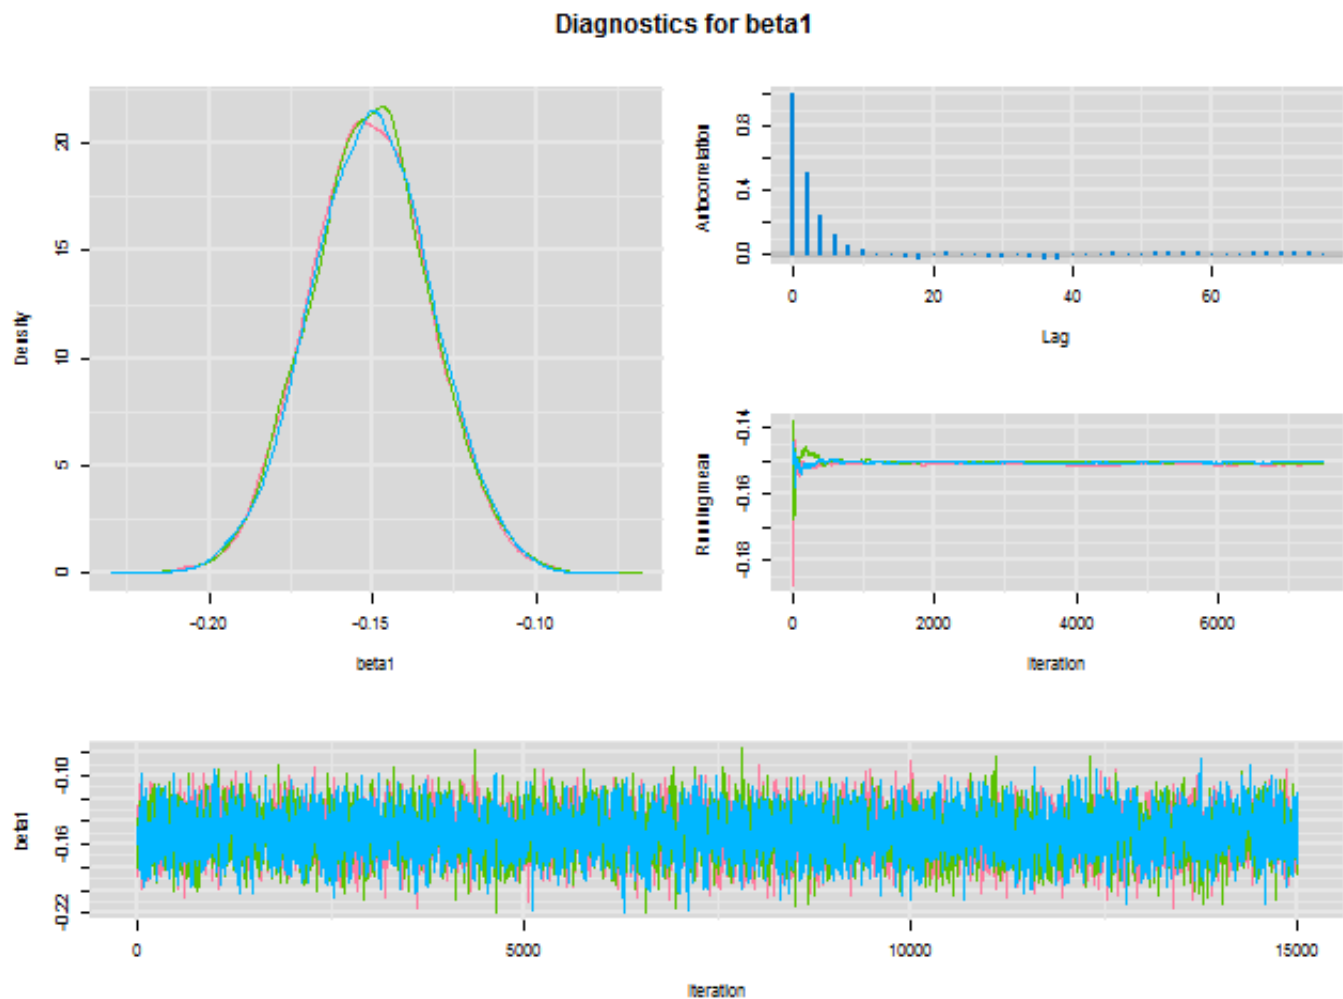 Diagnostics for beta1
Density
20
15
10
5
0
-0.20 -0.15 -0.10
beta1
Autocorrelation
0.8
0.4
0.0
0 20 40 60
Lag
Running mean
-0.14
-0.16
-0.18
0 2000 4000 6000
Iteration
beta1
-0.10
-0.16
-0.22
0 5000 10000 15000
Iteration